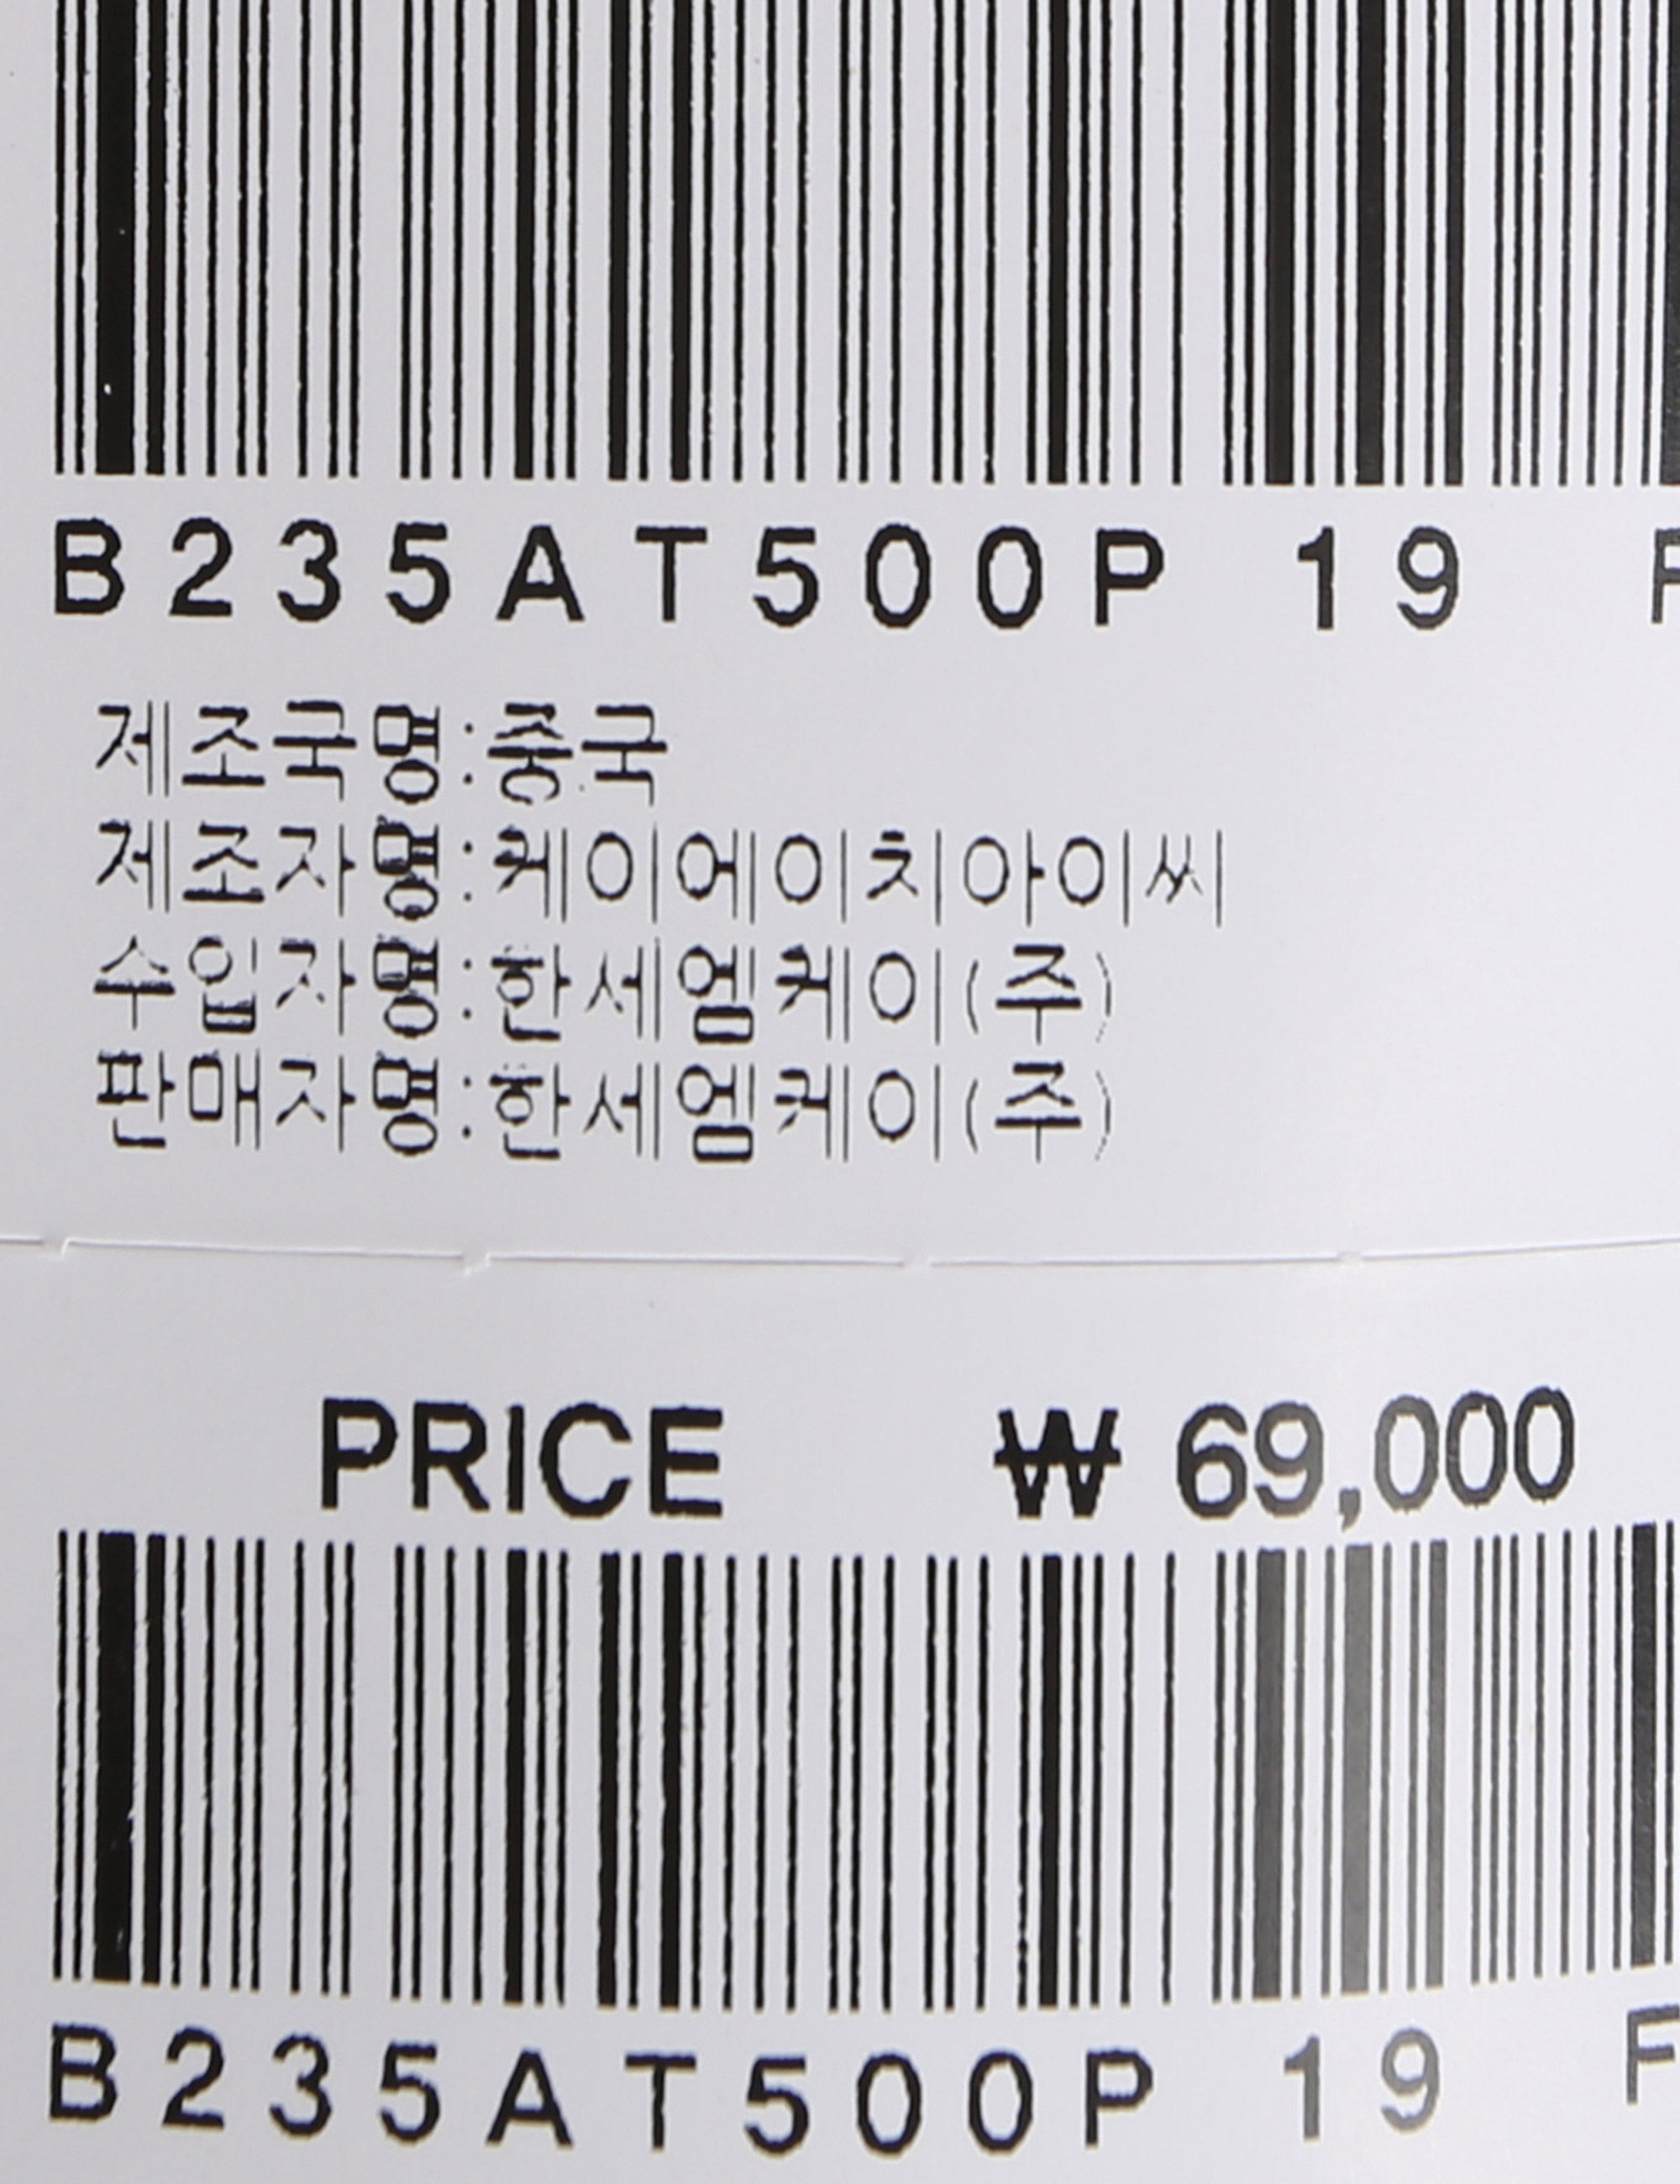 B235AT500P 19 F
제조국명:중국
제조자명:케이에이치아이씨
수입자명:한세엠케이(주)
판매자명:한세엠케이(주)
PRICE ₩ 69,000
B235AT500P 19 F